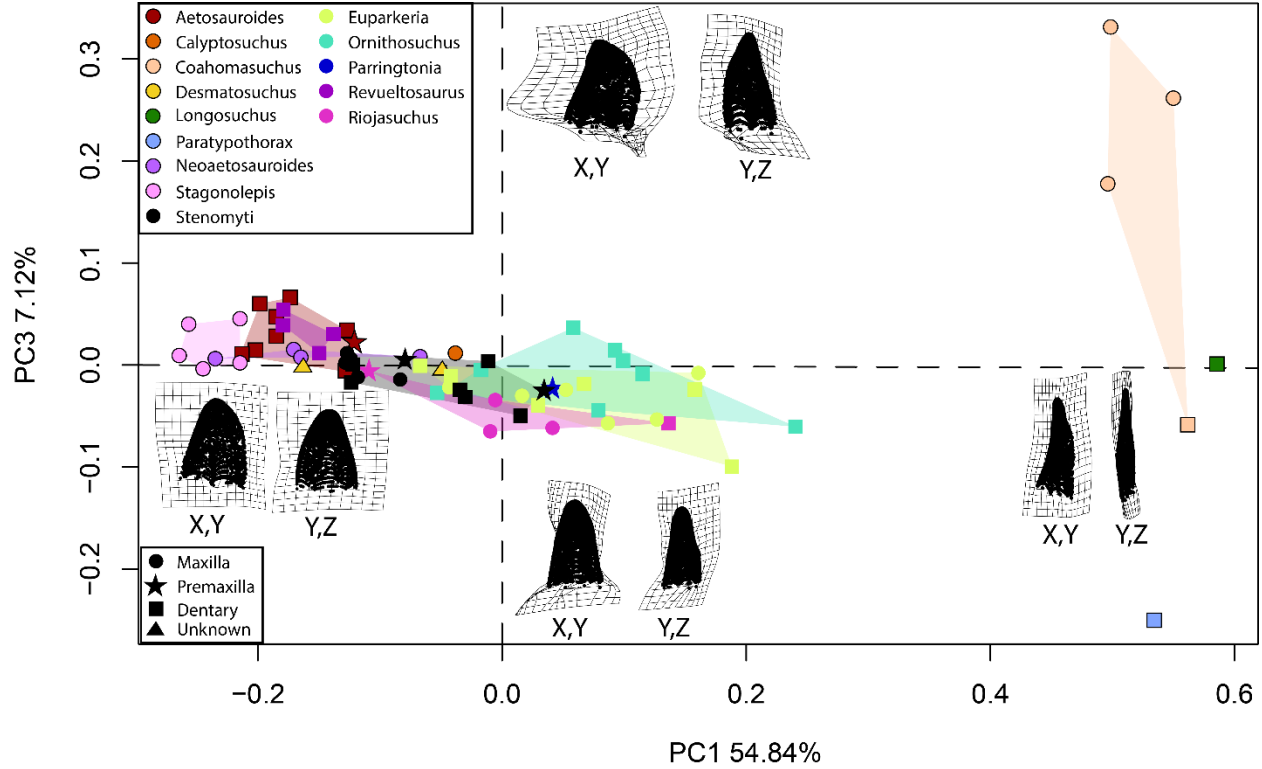 Aetosauroides
Calyptosuchus
Coahomasuchus
Desmatosuchus
Longosuchus
Paratypothorax
Neoaetosauroides
Stagonolepis
Stenomyti
Euparkeria
Ornithosuchus
Parringtonia
Revueltosaurus
Riojasuchus
X,Y
Y,Z
0.3
0.2
0.1
0.0
−0.1
−0.2
PC3 7.12%
X,Y
Y,Z
X,Y
Y,Z
X,Y
Y,Z
Maxilla
Premaxilla
Dentary
Unknown
−0.2
0.0
0.2
0.4
0.6
PC1 54.84%